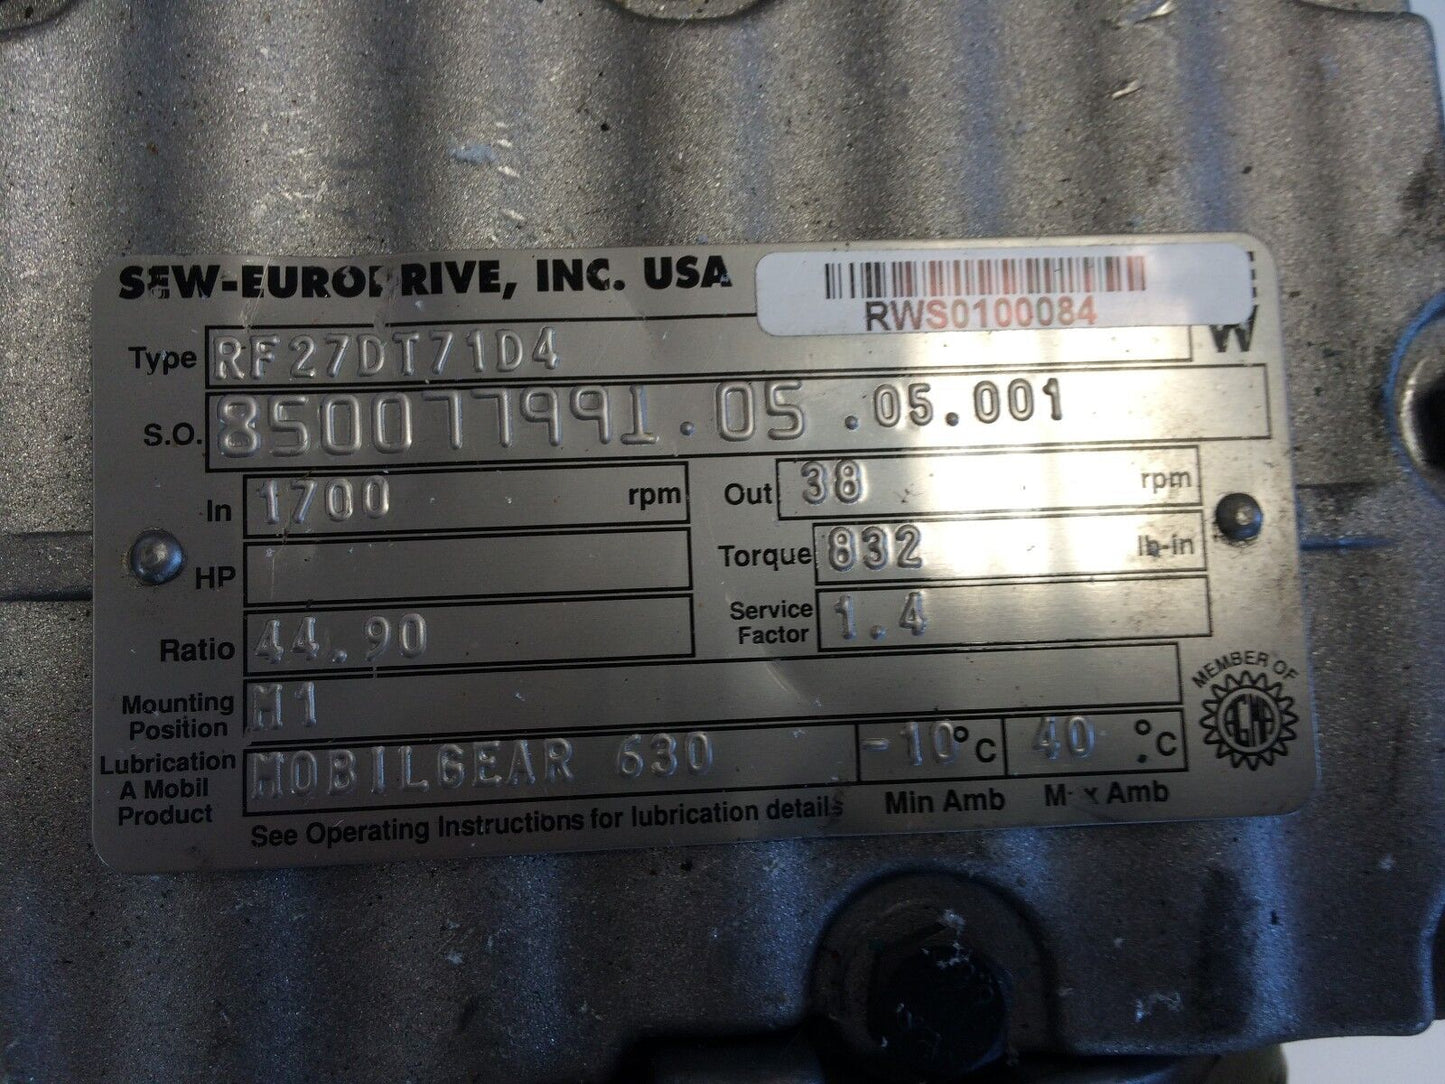 SEW-EURODRIVE, INC. USA
RWS0100084
Type RF27DT71D4
S.O. 850077991.05.05.001
In 1700 rpm Out 38 rpm
HP Torque 832 lb-in
Ratio 44.90 Service Factor 1.4
Mounting Position M1
Lubrication A Mobil Product MOBILGEAR 630 -10°C 40°C
See Operating Instructions for lubrication details Min Amb Max Amb
MEMBER OF
AGMA